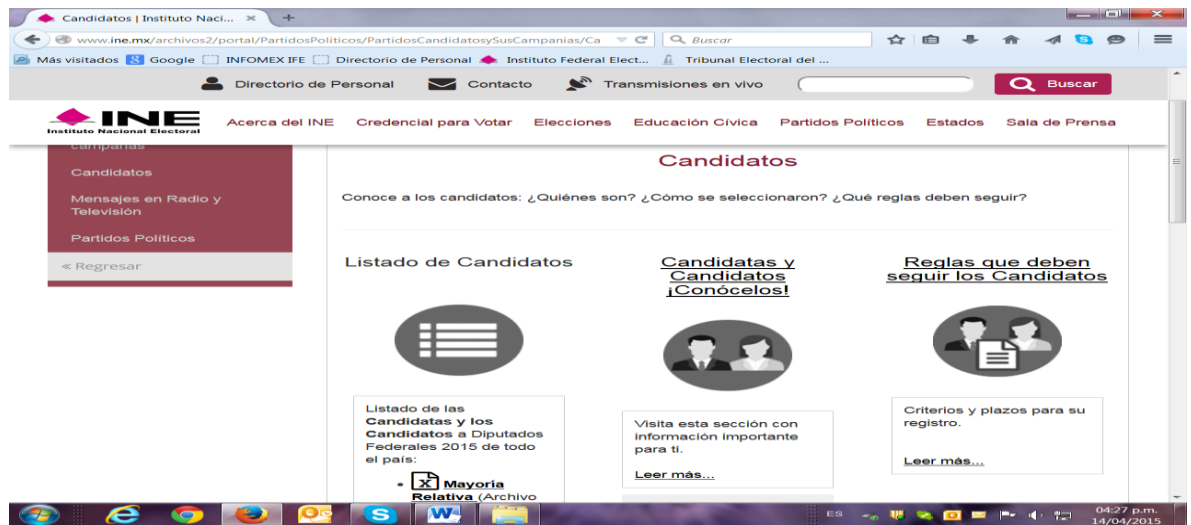 Candidatos | Instituto Naci...
www.ine.mx/archivos2/portal/PartidosPoliticos/PartidosCandidatosySusCampanias/Ca
Buscar
Más visitados Google INFOMEX IFE Directorio de Personal Instituto Federal Elect... Tribunal Electoral del ...
Directorio de Personal Contacto Transmisiones en vivo Buscar
INE
Instituto Nacional Electoral
Acerca del INE Credencial para Votar Elecciones Educación Cívica Partidos Políticos Estados Sala de Prensa
campañas
Candidatos
Mensajes en Radio y
Televisión
Partidos Políticos
« Regresar
Candidatos
Conoce a los candidatos: ¿Quiénes son? ¿Cómo se seleccionaron? ¿Qué reglas deben seguir?
Listado de Candidatos
Listado de las
Candidatas y los
Candidatos a Diputados
Federales 2015 de todo
el país:
• Mayoria
Relativa (Archivo
Candidatas y
Candidatos
¡Conócelos!
Visita esta sección con
información importante
para ti.
Leer más...
Reglas que deben
seguir los Candidatos
Criterios y plazos para su
registro.
Leer más...
ES
04:27 p.m.
14/04/2015